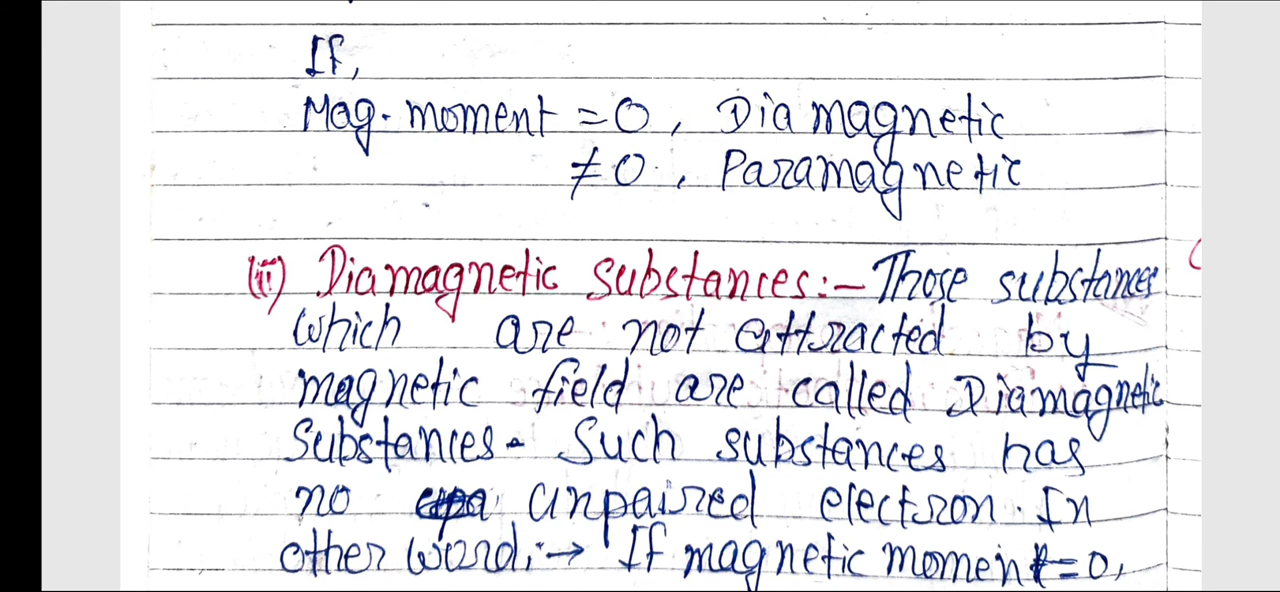 If,
Mag. moment = 0, Diamagnetic
≠ 0, Paramagnetic
(ii) Diamagnetic substances:- Those substances
which are not attracted by
magnetic field are called Diamagnetic
Substances. Such substances has
no unpaired electron. In
other word, :→ If magnetic moment = 0,